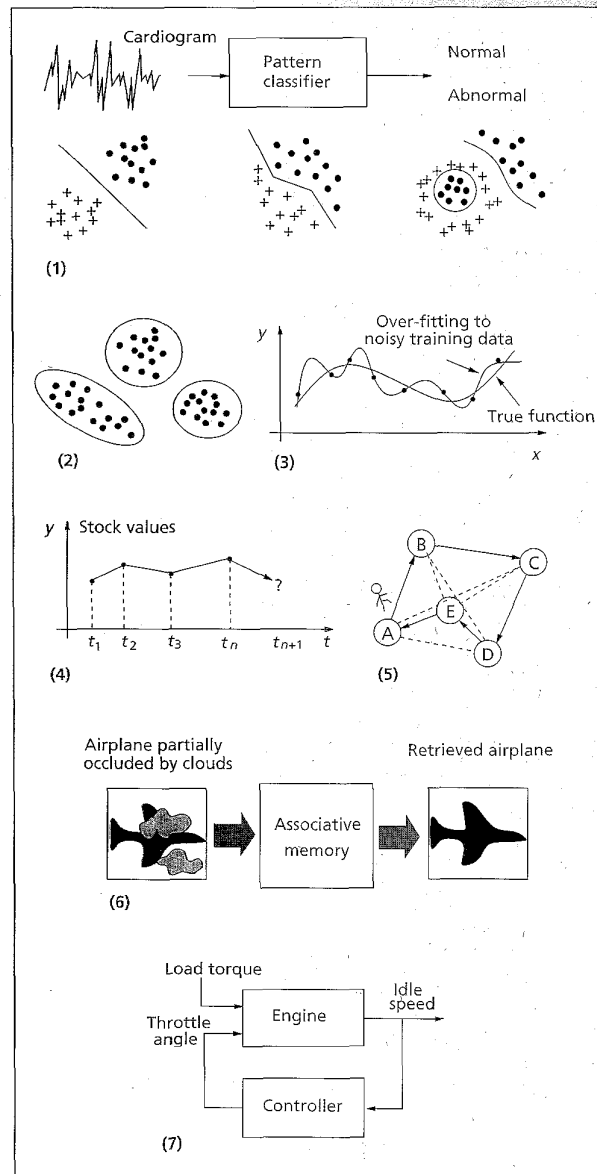 Cardiogram
Pattern
classifier
Normal
Abnormal
(1)
(2)
y
Over-fitting to
noisy training data
True function
x
(3)
y
Stock values
?
t1 t2 t3 tn tn+1 t
(4)
B
C
E
A
D
(5)
Airplane partially
occluded by clouds
Associative
memory
Retrieved airplane
(6)
Load torque
Throttle
angle
Engine
Idle
speed
Controller
(7)